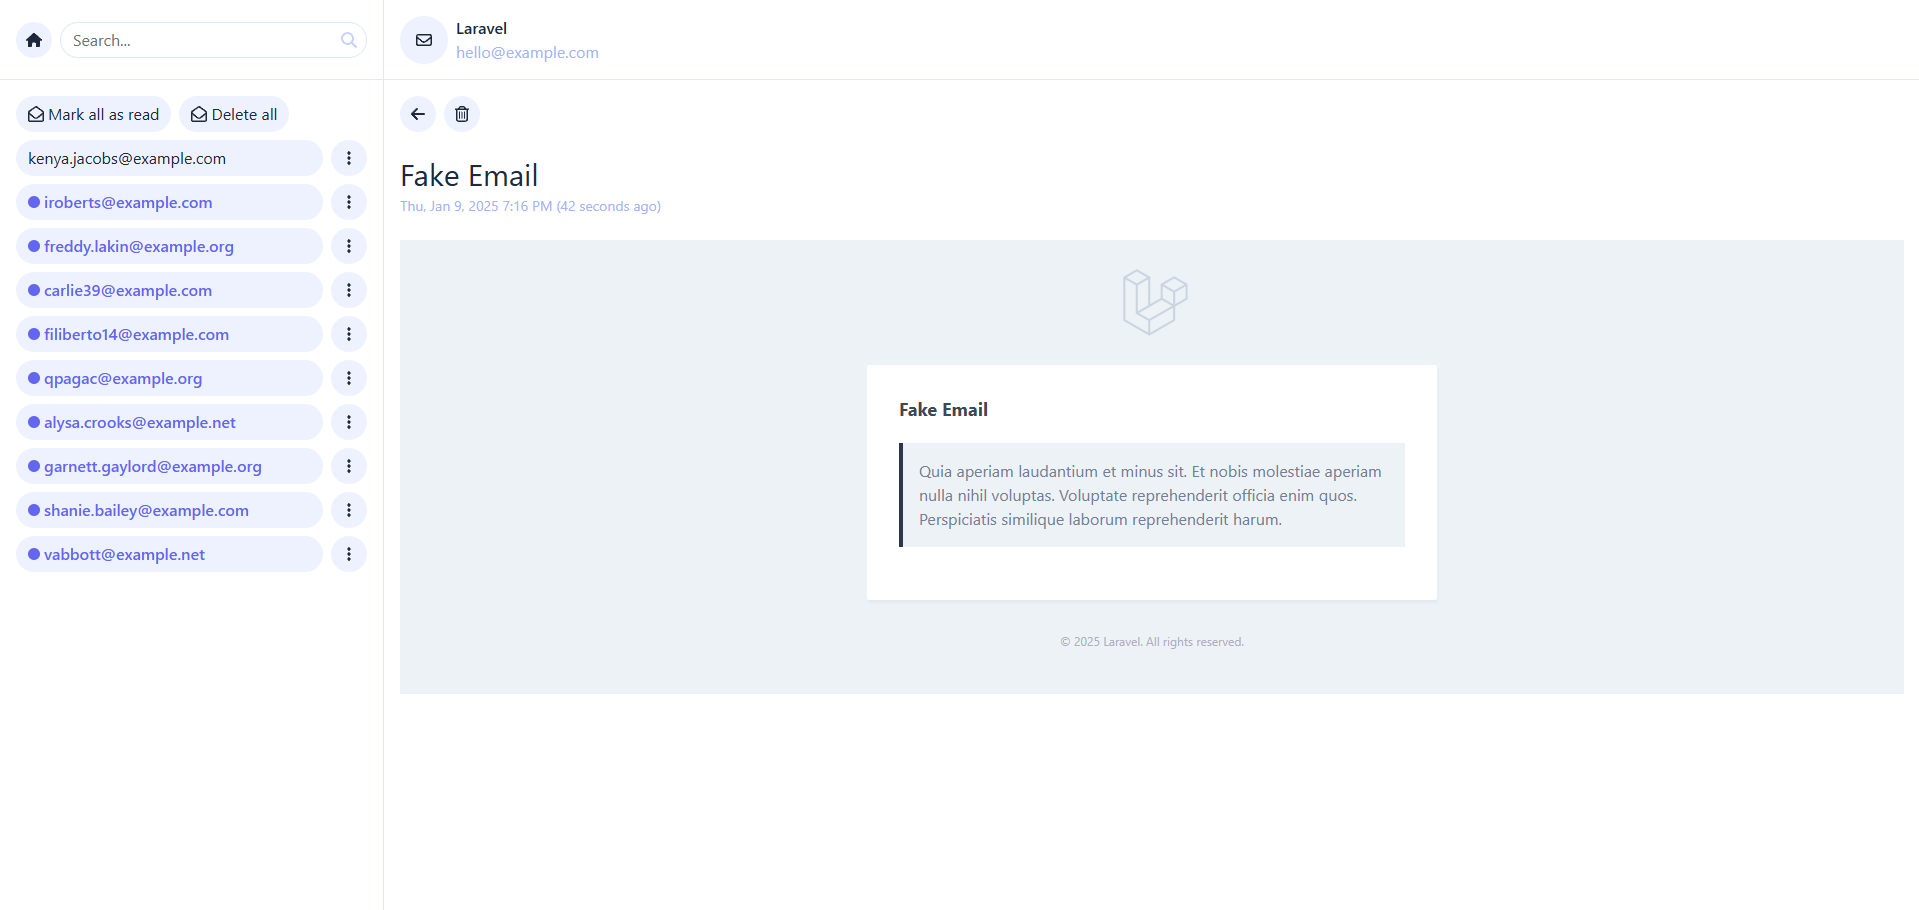 Search...
Mark all as read
Delete all
kenya.jacobs@example.com
iroberts@example.com
freddy.lakin@example.org
carlie39@example.com
filiberto14@example.com
qpagac@example.org
alysa.crooks@example.net
garnett.gaylord@example.org
shanie.bailey@example.com
vabbott@example.net
Laravel
hello@example.com
Fake Email
Thu, Jan 9, 2025 7:16 PM (42 seconds ago)
Fake Email
Quia aperiam laudantium et minus sit. Et nobis molestiae aperiam
nulla nihil voluptas. Voluptate reprehenderit officia enim quos.
Perspiciatis similique laborum reprehenderit harum.
© 2025 Laravel. All rights reserved.